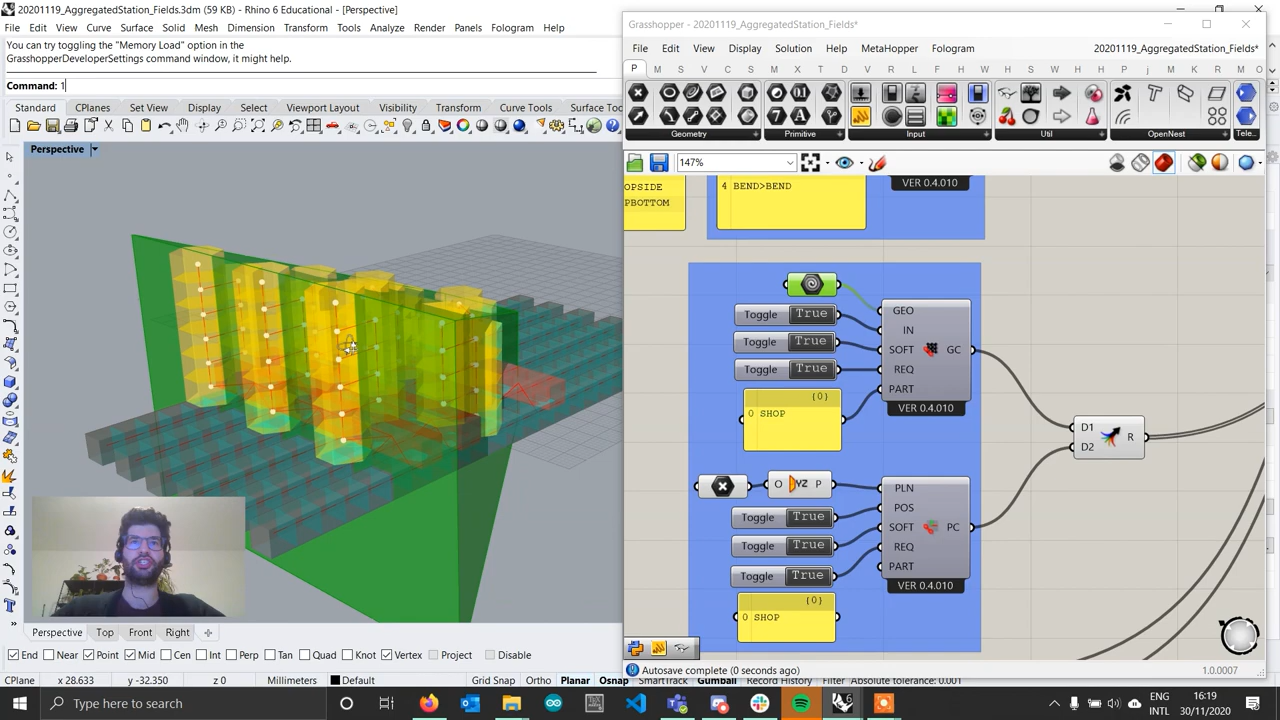 20201119_AggregatedStation_Fields.3dm (59 KB) - Rhino 6 Educational - [Perspective]
File Edit View Curve Surface Solid Mesh Dimension Transform Tools Analyze Render Panels Fologram Help
You can try toggling the "Memory Load" option in the
GrasshopperDeveloperSettings command window, it might help.
Command: 1
Standard CPlanes Set View Display Select Viewport Layout Visibility Transform Curve Tools Surface Too
Perspective
Perspective Top Front Right
End Near Point Mid Cen Int Perp Tan Quad Knot Vertex Project Disable
CPlane x 28.637 y -32.350 z 0 Millimeters Default Grid Snap Ortho Planar Osnap SmartTrack Gumball Record History Filter Absolute tolerance: 0.001
Grasshopper - 20201119_AggregatedStation_Fields*
File Edit View Display Solution Help MetaHopper Fologram 20201119_AggregatedStation_Fields*
P M S V C S I M X T D V R L F H K W M O
Geometry Primitive Input Util OpenNest Tele...
147%
OPSIDE
PBOTTOM
4 BEND>BEND
VER 0.4.010
Toggle True
Toggle True
Toggle True
{0}
0 SHOP
GEO
IN
SOFT GC
REQ
PART
VER 0.4.010
D1
D2
R
O YZ P
Toggle True
Toggle True
Toggle True
{0}
0 SHOP
PLN
POS
SOFT PC
REQ
PART
VER 0.4.010
Autosave complete (0 seconds ago)
1.0.0007
Type here to search
ENG
INTL
16:19
30/11/2020